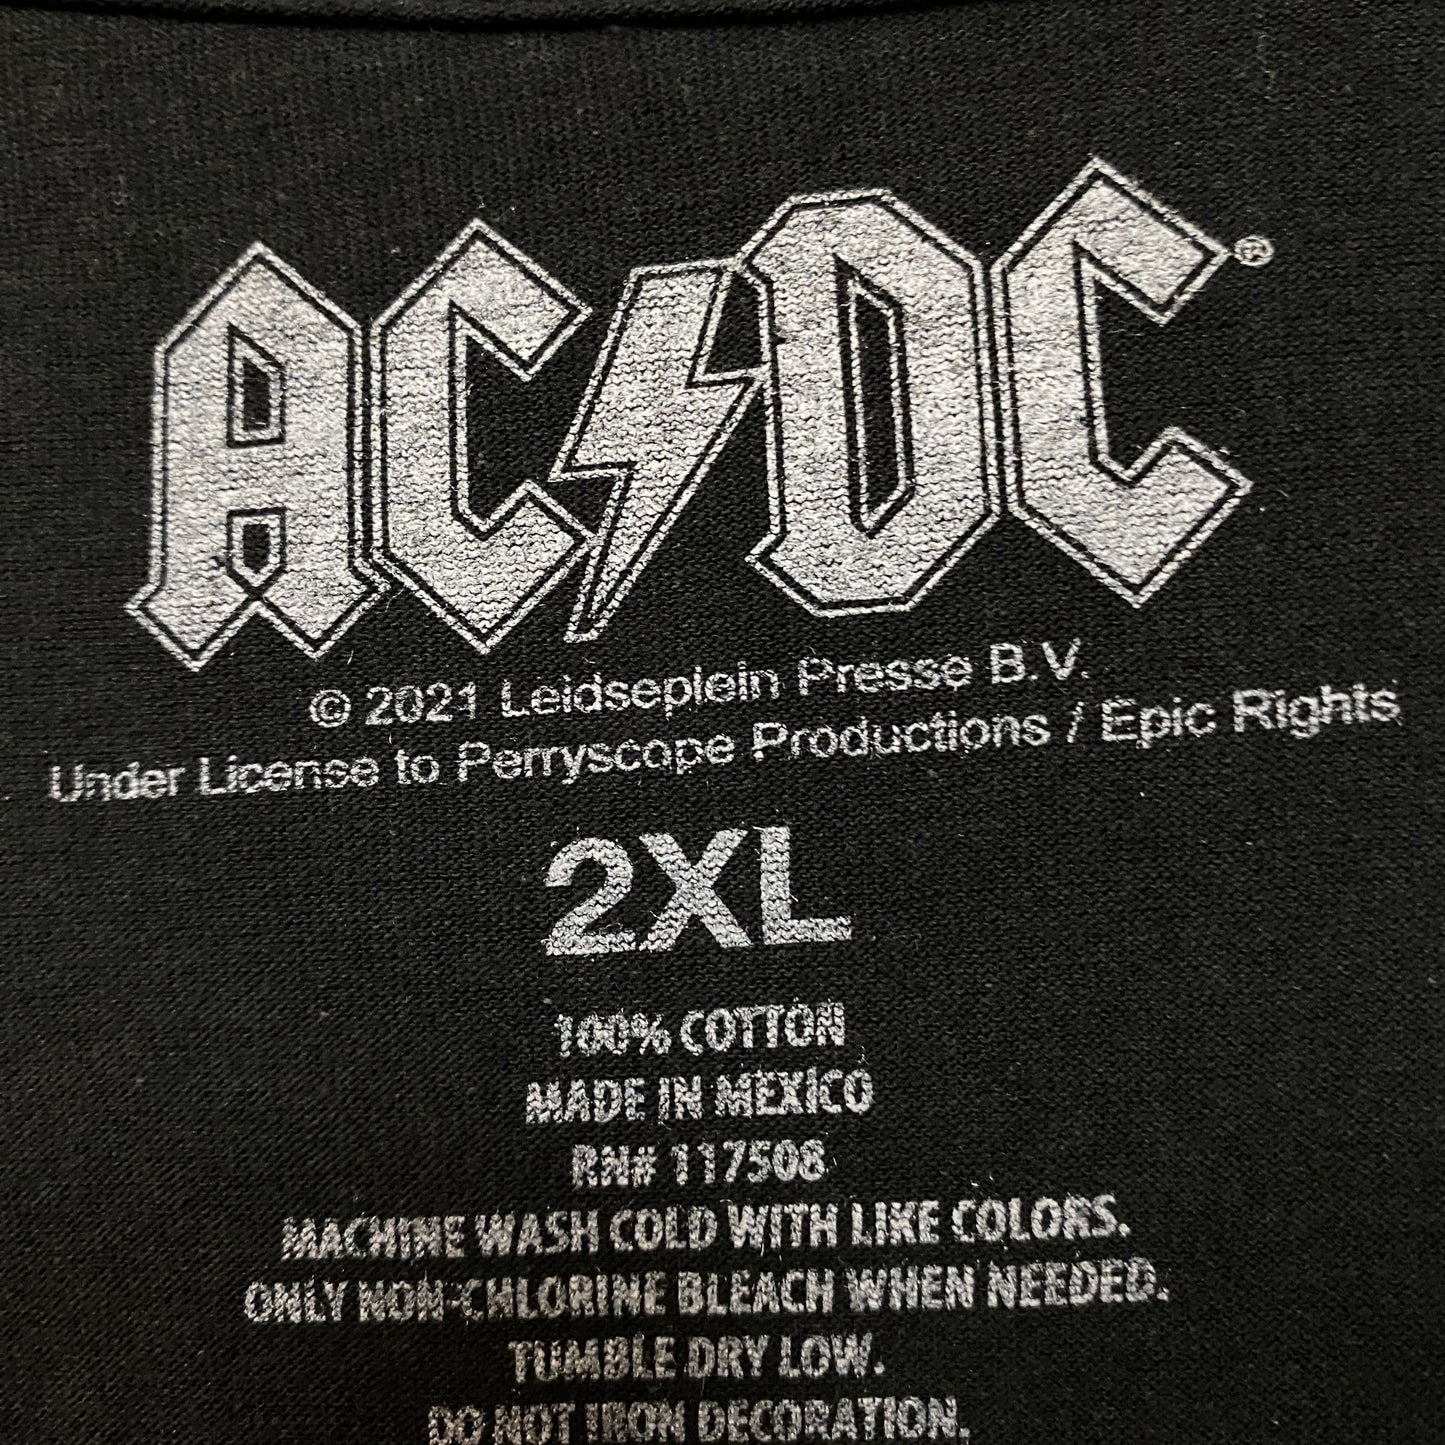 AC/DC®
© 2021 Leidseplein Presse B.V.
Under License to Perryscope Productions / Epic Rights
2XL
100% COTTON
MADE IN MEXICO
RN# 117508
MACHINE WASH COLD WITH LIKE COLORS.
ONLY NON-CHLORINE BLEACH WHEN NEEDED.
TUMBLE DRY LOW.
DO NOT IRON DECORATION.